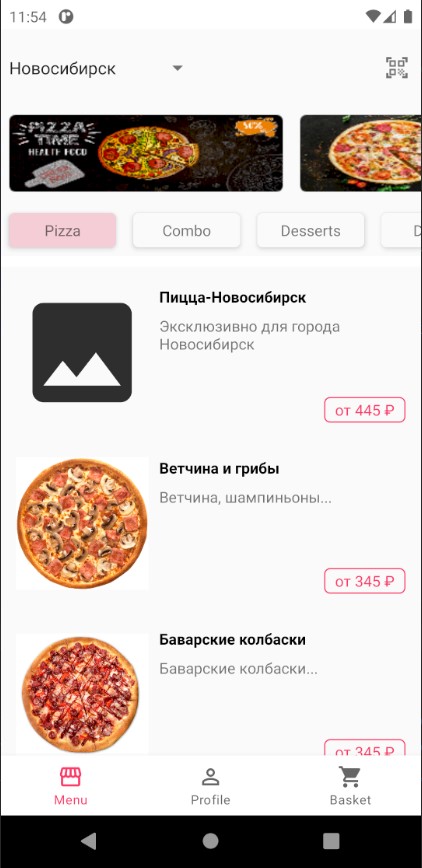 11:54
Новосибирск
PIZZA
TIME
HEALTH FOOD
50%
Pizza
Combo
Desserts
D
Пицца-Новосибирск
Эксклюзивно для города
Новосибирск
от 445 ₽
Ветчина и грибы
Ветчина, шампиньоны...
от 345 ₽
Баварские колбаски
Баварские колбаски...
от 345 ₽
Menu
Profile
Basket